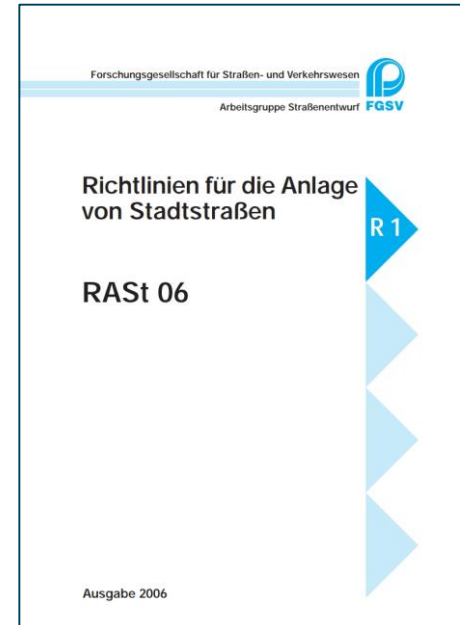 Forschungsgesellschaft für Straßen- und Verkehrswesen
Arbeitsgruppe Straßenentwurf
FGSV
Richtlinien für die Anlage
von Stadtstraßen
R 1
RASt 06
Ausgabe 2006